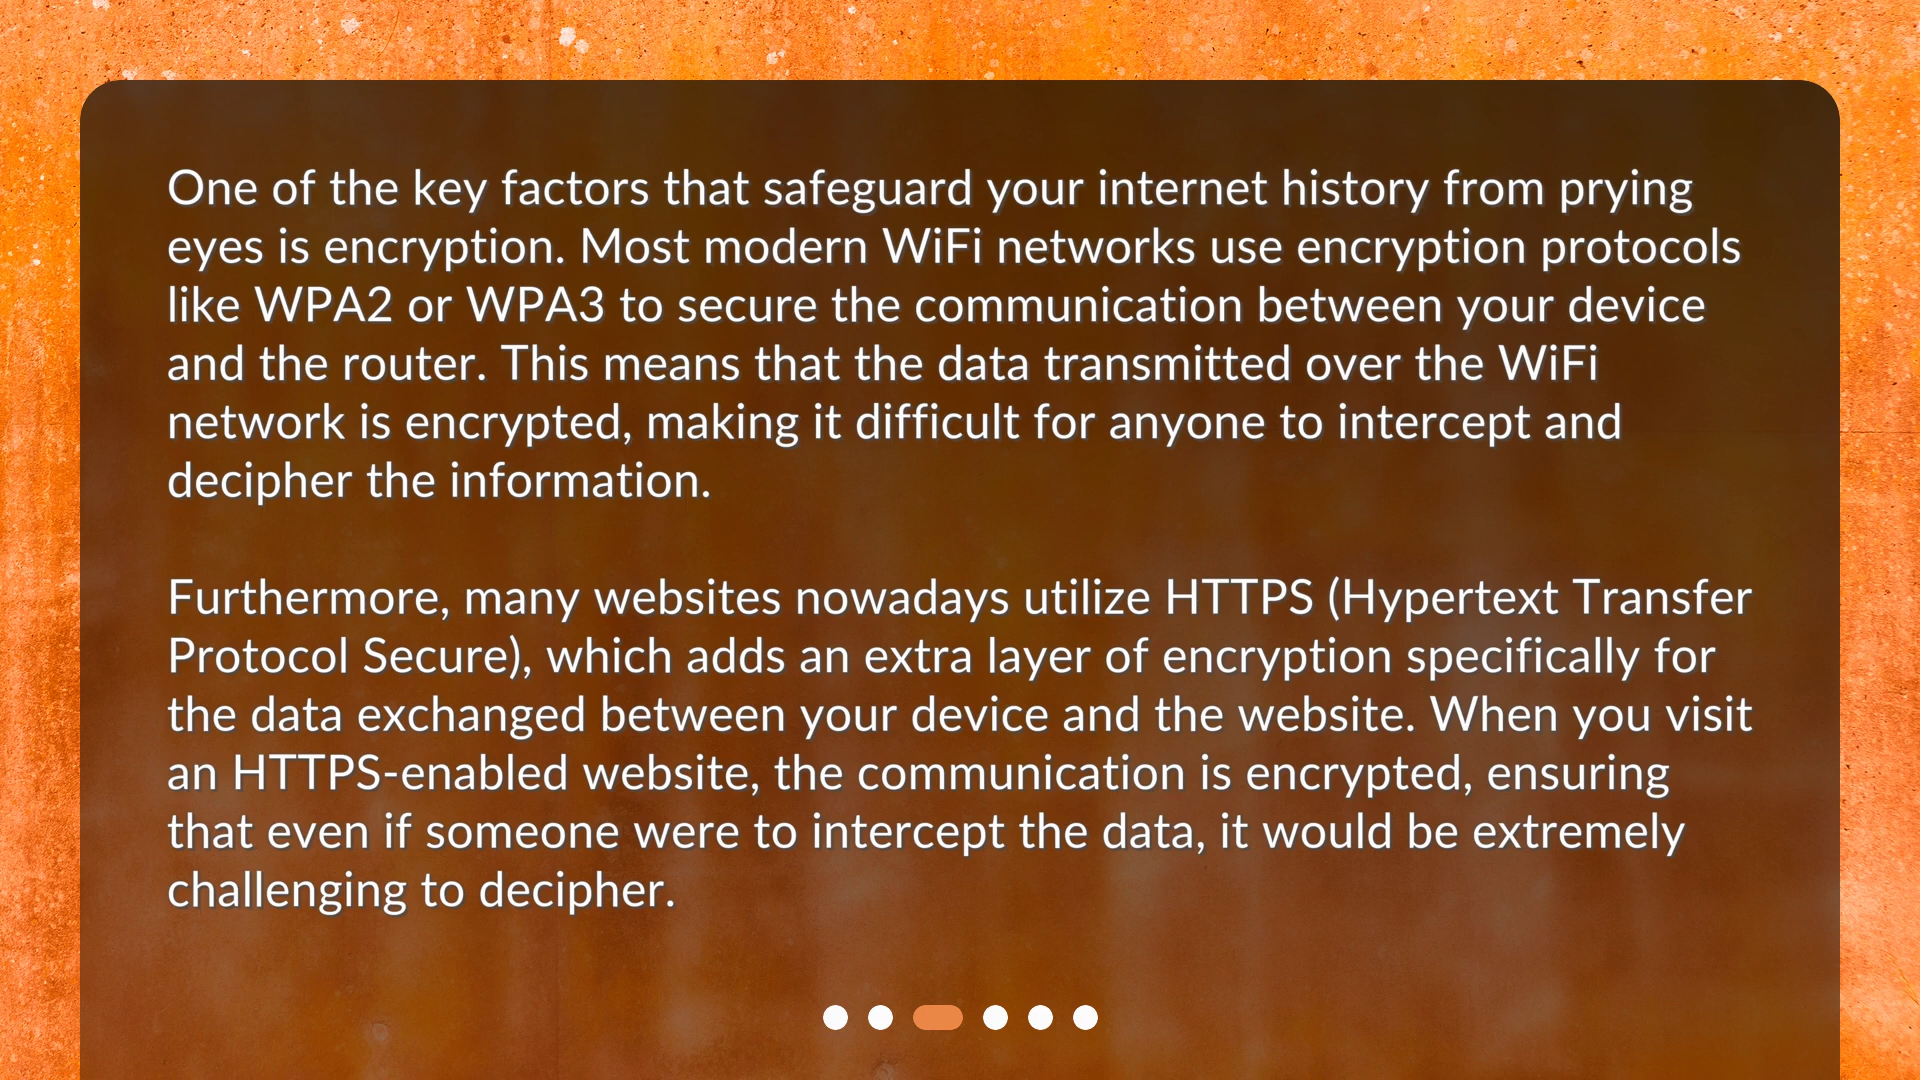 One of the key factors that safeguard your internet history from prying
eyes is encryption. Most modern WiFi networks use encryption protocols
like WPA2 or WPA3 to secure the communication between your device
and the router. This means that the data transmitted over the WiFi
network is encrypted, making it difficult for anyone to intercept and
decipher the information.
Furthermore, many websites nowadays utilize HTTPS (Hypertext Transfer
Protocol Secure), which adds an extra layer of encryption specifically for
the data exchanged between your device and the website. When you visit
an HTTPS-enabled website, the communication is encrypted, ensuring
that even if someone were to intercept the data, it would be extremely
challenging to decipher.